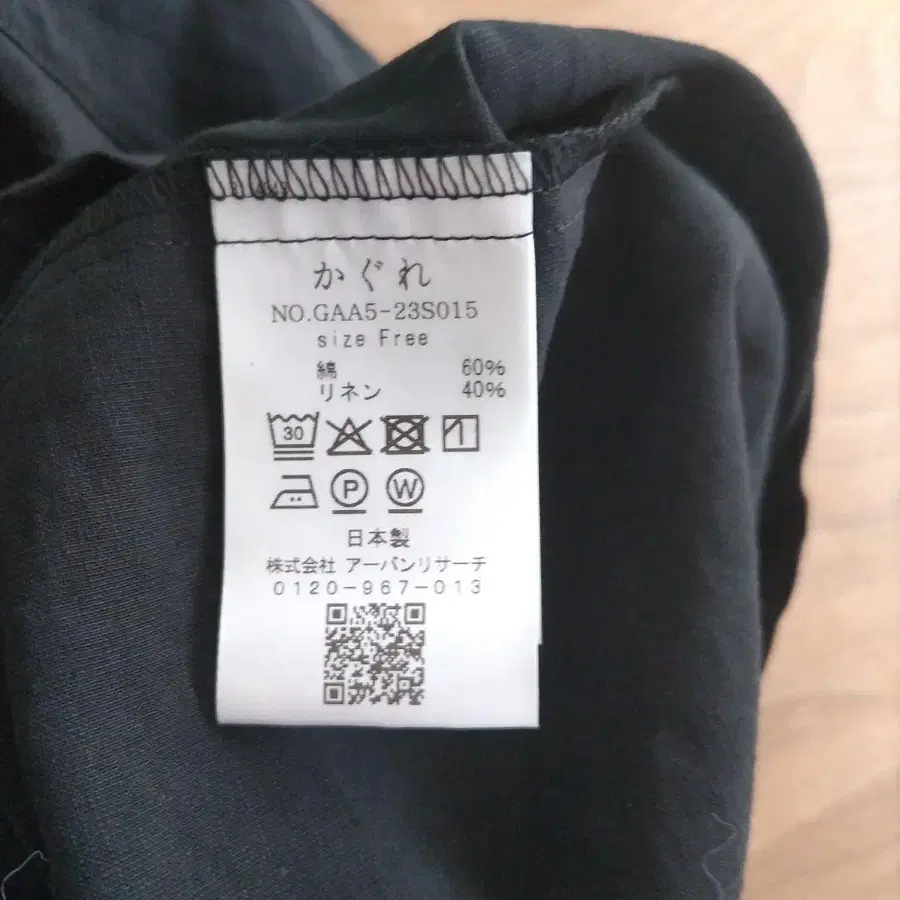 かぐれ
NO.GAA5-23S015
size Free
綿 60%
リネン 40%
30
P W
日本製
株式会社 アーバンリサーチ
0120-967-013